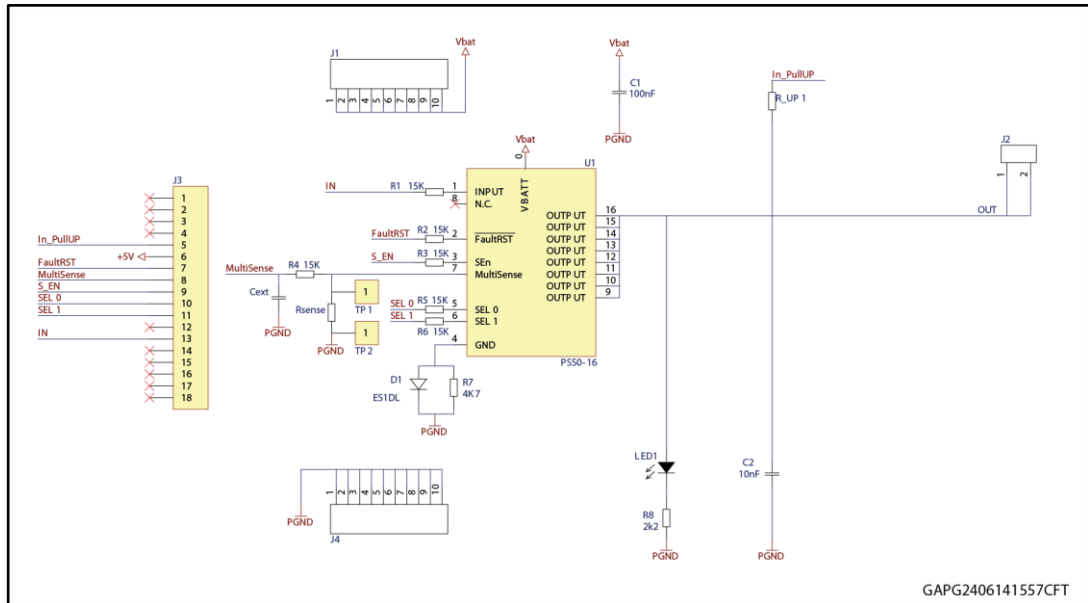 Vbat
J1
1 2 3 4 5 6 7 8 9 10
Vbat
C1
100nF
PGND
In_PullUP
R_UP 1
J2
1 2
OUT
J3
1
2
3
4
In_PullUP 5
+5V 6
FaultRST 7
MultiSense 8
S_EN 9
SEL 0 10
SEL 1 11
12
IN 13
14
15
16
17
18
Vbat
0
U1
VBATT
IN R1 15K 1 INPUT
8 N.C.
FaultRST R2 15K 2 FaultRST
S_EN R3 15K 3 SEn
MultiSense R4 15K 7 MultiSense
SEL 0 R5 15K 5 SEL 0
SEL 1 R6 15K 6 SEL 1
4 GND
OUTP UT 16
OUTP UT 15
OUTP UT 14
OUTP UT 13
OUTP UT 12
OUTP UT 11
OUTP UT 10
OUTP UT 9
PSS0-16
Cext
PGND
Rsense
PGND
1
TP 1
1
TP 2
D1
ES1DL
R7
4K 7
PGND
LED1
R8
2k2
PGND
C2
10nF
PGND
1 2 3 4 5 6 7 8 9 10
PGND
J4
GAPG2406141557CFT